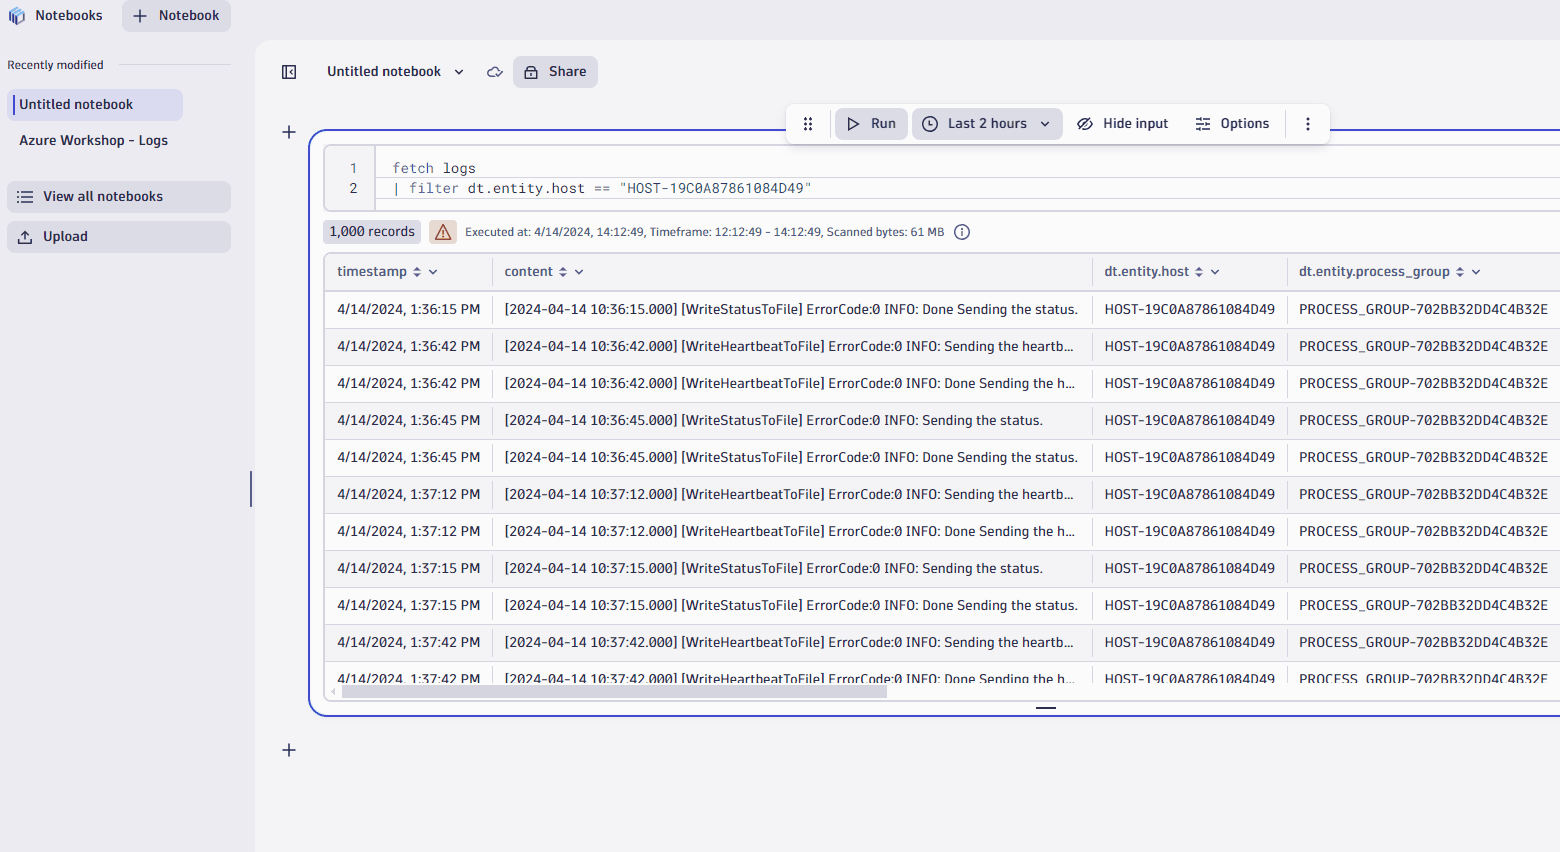 Notebooks
Notebook
Recently modified
Untitled notebook
Azure Workshop - Logs
View all notebooks
Upload
Untitled notebook
Share
Run
Last 2 hours
Hide input
Options
1 fetch logs
2 | filter dt.entity.host == "HOST-19C0A87861084D49"
1,000 records Executed at: 4/14/2024, 14:12:49, Timeframe: 12:12:49 - 14:12:49, Scanned bytes: 61 MB
timestamp content dt.entity.host dt.entity.process_group
4/14/2024, 1:36:15 PM [2024-04-14 10:36:15.000] [WriteStatusToFile] ErrorCode:0 INFO: Done Sending the status. HOST-19C0A87861084D49 PROCESS_GROUP-702BB32DD4C4B32E
4/14/2024, 1:36:42 PM [2024-04-14 10:36:42.000] [WriteHeartbeatToFile] ErrorCode:0 INFO: Sending the heartb... HOST-19C0A87861084D49 PROCESS_GROUP-702BB32DD4C4B32E
4/14/2024, 1:36:42 PM [2024-04-14 10:36:42.000] [WriteHeartbeatToFile] ErrorCode:0 INFO: Done Sending the h... HOST-19C0A87861084D49 PROCESS_GROUP-702BB32DD4C4B32E
4/14/2024, 1:36:45 PM [2024-04-14 10:36:45.000] [WriteStatusToFile] ErrorCode:0 INFO: Sending the status. HOST-19C0A87861084D49 PROCESS_GROUP-702BB32DD4C4B32E
4/14/2024, 1:36:45 PM [2024-04-14 10:36:45.000] [WriteStatusToFile] ErrorCode:0 INFO: Done Sending the status. HOST-19C0A87861084D49 PROCESS_GROUP-702BB32DD4C4B32E
4/14/2024, 1:37:12 PM [2024-04-14 10:37:12.000] [WriteHeartbeatToFile] ErrorCode:0 INFO: Sending the heartb... HOST-19C0A87861084D49 PROCESS_GROUP-702BB32DD4C4B32E
4/14/2024, 1:37:12 PM [2024-04-14 10:37:12.000] [WriteHeartbeatToFile] ErrorCode:0 INFO: Done Sending the h... HOST-19C0A87861084D49 PROCESS_GROUP-702BB32DD4C4B32E
4/14/2024, 1:37:15 PM [2024-04-14 10:37:15.000] [WriteStatusToFile] ErrorCode:0 INFO: Sending the status. HOST-19C0A87861084D49 PROCESS_GROUP-702BB32DD4C4B32E
4/14/2024, 1:37:15 PM [2024-04-14 10:37:15.000] [WriteStatusToFile] ErrorCode:0 INFO: Done Sending the status. HOST-19C0A87861084D49 PROCESS_GROUP-702BB32DD4C4B32E
4/14/2024, 1:37:42 PM [2024-04-14 10:37:42.000] [WriteHeartbeatToFile] ErrorCode:0 INFO: Sending the heartb... HOST-19C0A87861084D49 PROCESS_GROUP-702BB32DD4C4B32E
4/14/2024, 1:37:42 PM [2024-04-14 10:37:42.000] [WriteHeartbeatToFile] ErrorCode:0 INFO: Done Sending the h... HOST-19C0A87861084D49 PROCESS_GROUP-702BB32DD4C4B32E